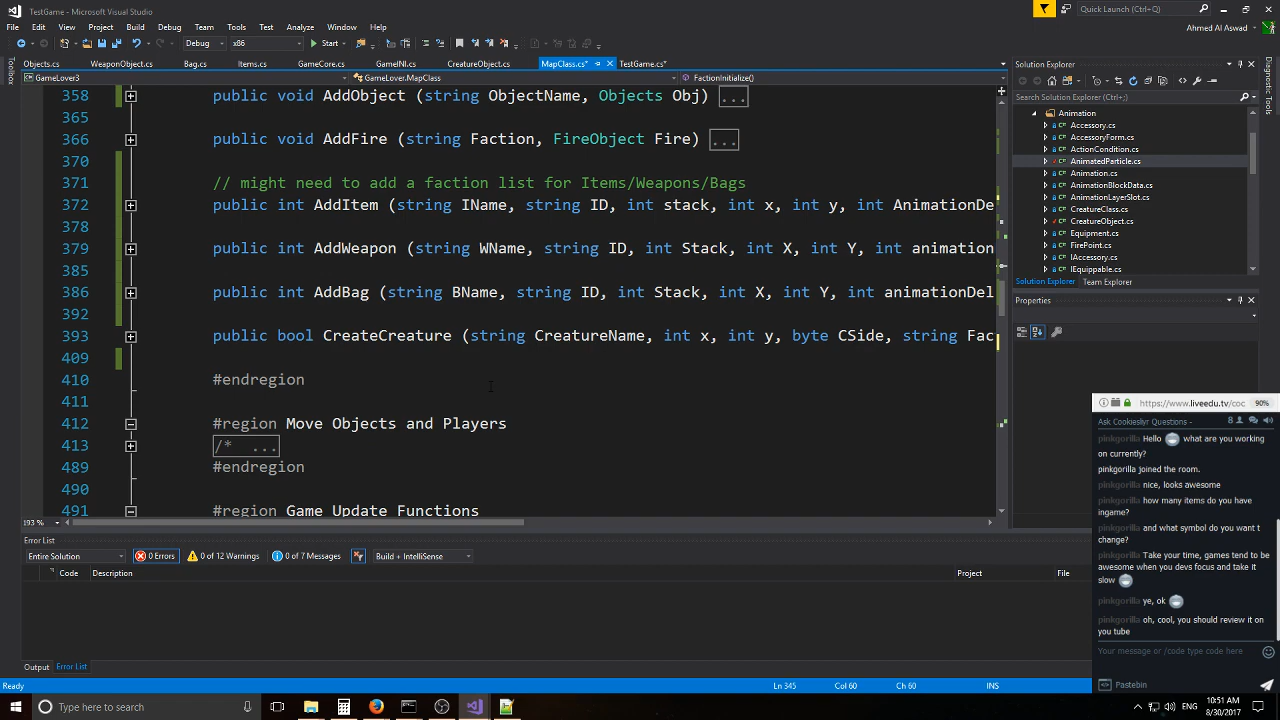 TestGame - Microsoft Visual Studio
Quick Launch (Ctrl+Q)
File Edit View Project Build Debug Team Tools Test Analyze Window Help
Ahmed Al Aswad
Debug x86 Start
Toolbox
Objects.cs WeaponObject.cs Bag.cs Items.cs GameCore.cs GameNI.cs CreatureObject.cs MapClass.cs* TestGame.cs*
GameLover3 GameLover.MapClass FactionInitialize()
358 public void AddObject (string ObjectName, Objects Obj) ...
365
366 public void AddFire (string Faction, FireObject Fire) ...
370
371 // might need to add a faction list for Items/Weapons/Bags
372 public int AddItem (string IName, string ID, int stack, int x, int y, int AnimationDe
378
379 public int AddWeapon (string WName, string ID, int Stack, int X, int Y, int animation
385
386 public int AddBag (string BName, string ID, int Stack, int X, int Y, int animationDel
392
393 public bool CreateCreature (string CreatureName, int x, int y, byte CSide, string Fac
409
410 #endregion
411
412 #region Move Objects and Players
413 /* ...
489 #endregion
490
491 #region Game Update Functions
193 %
Solution Explorer
Search Solution Explorer (Ctrl+;)
Animation
Accessory.cs
AccessoryForm.cs
ActionCondition.cs
AnimatedParticle.cs
Animation.cs
AnimationBlockData.cs
AnimationLayerSlot.cs
CreatureClass.cs
CreatureObject.cs
Equipment.cs
FirePoint.cs
IAccessory.cs
IEquippable.cs
Solution Explorer Team Explorer
Properties
Diagnostic Tools
Error List
Entire Solution 0 Errors 0 of 12 Warnings 0 of 7 Messages Build + IntelliSense
Code Description Project File
Output Error List
Ready Ln 345 Col 60 Ch 60 INS
https://www.liveedu.tv/coc 90%
Ask Cookiesliyr Questions - 8
pinkgorilla Hello what are you working
on currently?
pinkgorilla joined the room.
pinkgorilla nice, looks awesome
pinkgorilla how many items do you have
ingame?
pinkgorilla and what symbol do you want t
change?
pinkgorilla Take your time, games tend to be
awesome when you devs focus and take it
slow
pinkgorilla ye, ok
pinkgorilla oh, cool, you should review it on
you tube
Your message or /code type code here
Pastebin
Type here to search
ENG
10:51 AM
8/30/2017